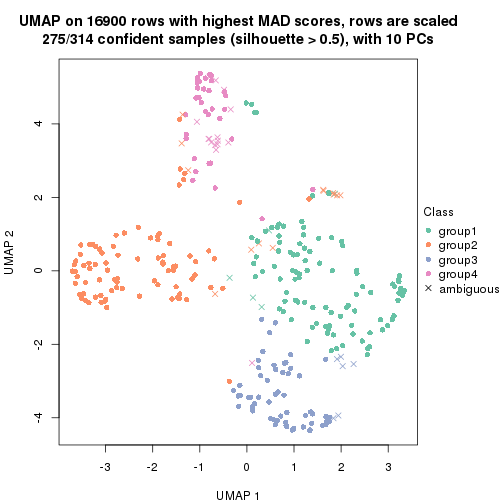 UMAP on 16900 rows with highest MAD scores, rows are scaled
275/314 confident samples (silhouette > 0.5), with 10 PCs
4
2
0
-2
-4
UMAP 2
-3
-2
-1
0
1
2
3
UMAP 1
Class
group1
group2
group3
group4
ambiguous